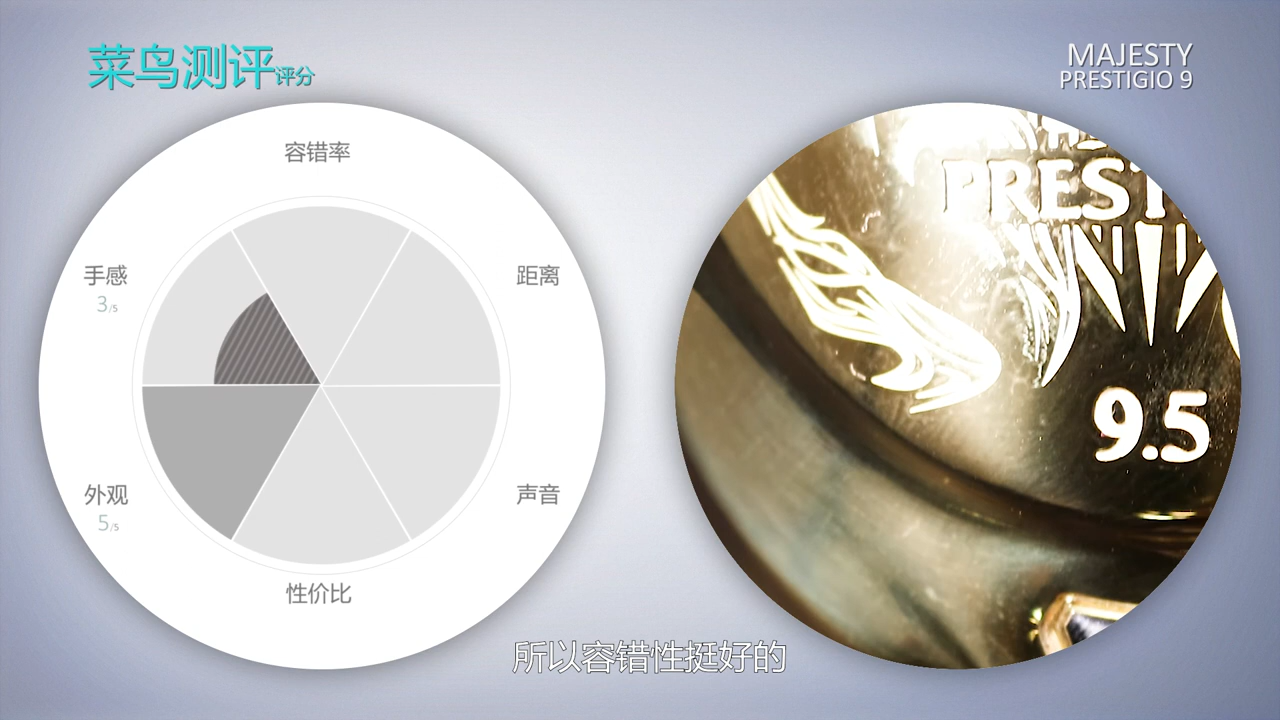 菜鸟测评评分
MAJESTY
PRESTIGIO 9
容错率
手感
3/5
距离
外观
5/5
声音
性价比
PREST
9.5
所以容错性挺好的